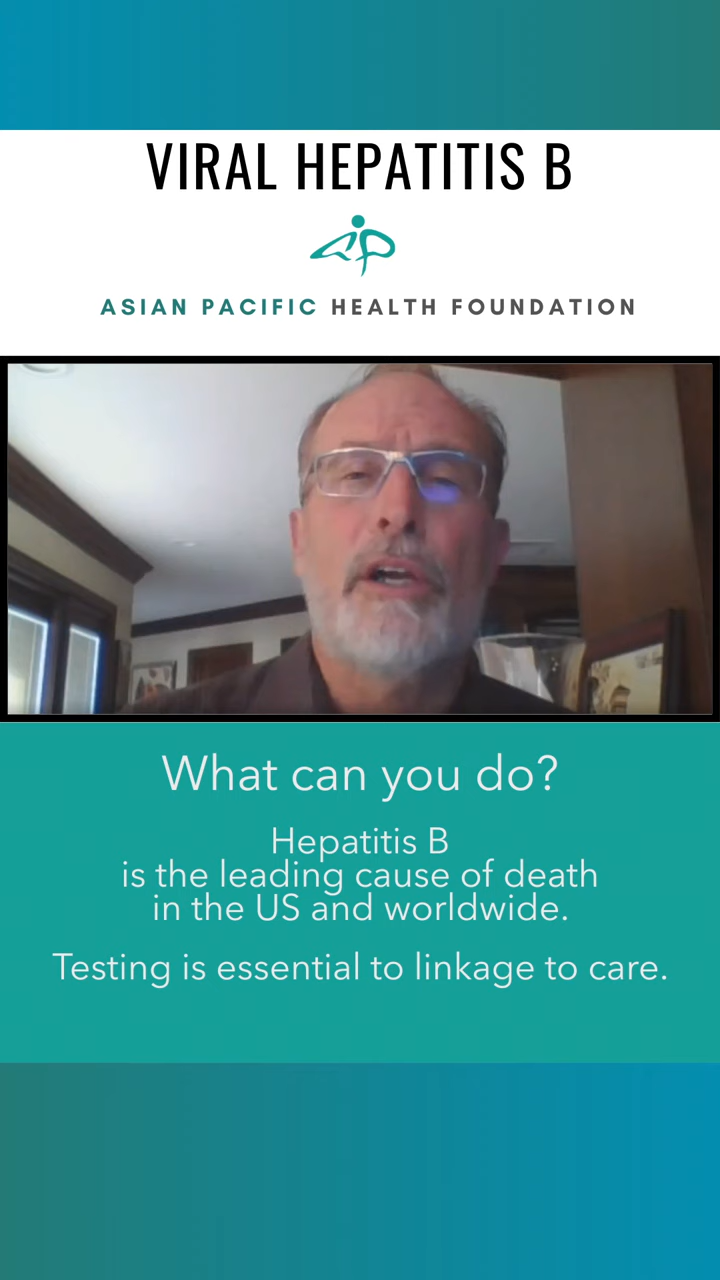 VIRAL HEPATITIS B
ASIAN PACIFIC HEALTH FOUNDATION
What can you do?
Hepatitis B
is the leading cause of death
in the US and worldwide.
Testing is essential to linkage to care.